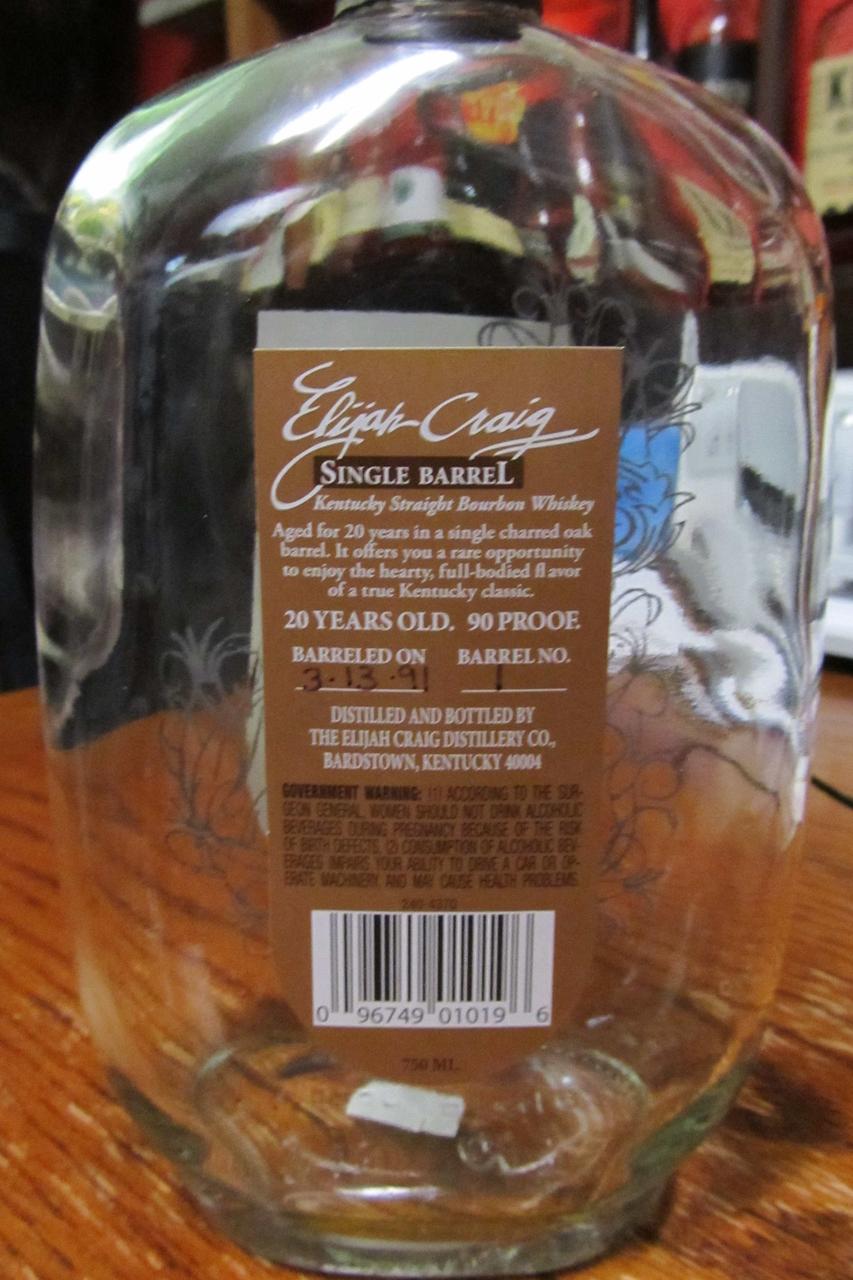 Elijah Craig
SINGLE BARREL
Kentucky Straight Bourbon Whiskey
Aged for 20 years in a single charred oak
barrel. It offers you a rare opportunity
to enjoy the hearty, full-bodied flavor
of a true Kentucky classic.
20 YEARS OLD. 90 PROOF.
BARRELED ON BARREL NO.
3·13·91 1
DISTILLED AND BOTTLED BY
THE ELIJAH CRAIG DISTILLERY CO.,
BARDSTOWN, KENTUCKY 40004
GOVERNMENT WARNING: (1) ACCORDING TO THE SUR-
GEON GENERAL, WOMEN SHOULD NOT DRINK ALCOHOLIC
BEVERAGES DURING PREGNANCY BECAUSE OF THE RISK
OF BIRTH DEFECTS. (2) CONSUMPTION OF ALCOHOLIC BEV-
ERAGES IMPAIRS YOUR ABILITY TO DRIVE A CAR OR OP-
ERATE MACHINERY, AND MAY CAUSE HEALTH PROBLEMS.
240-4370
0 96749 01019 6
750 ML